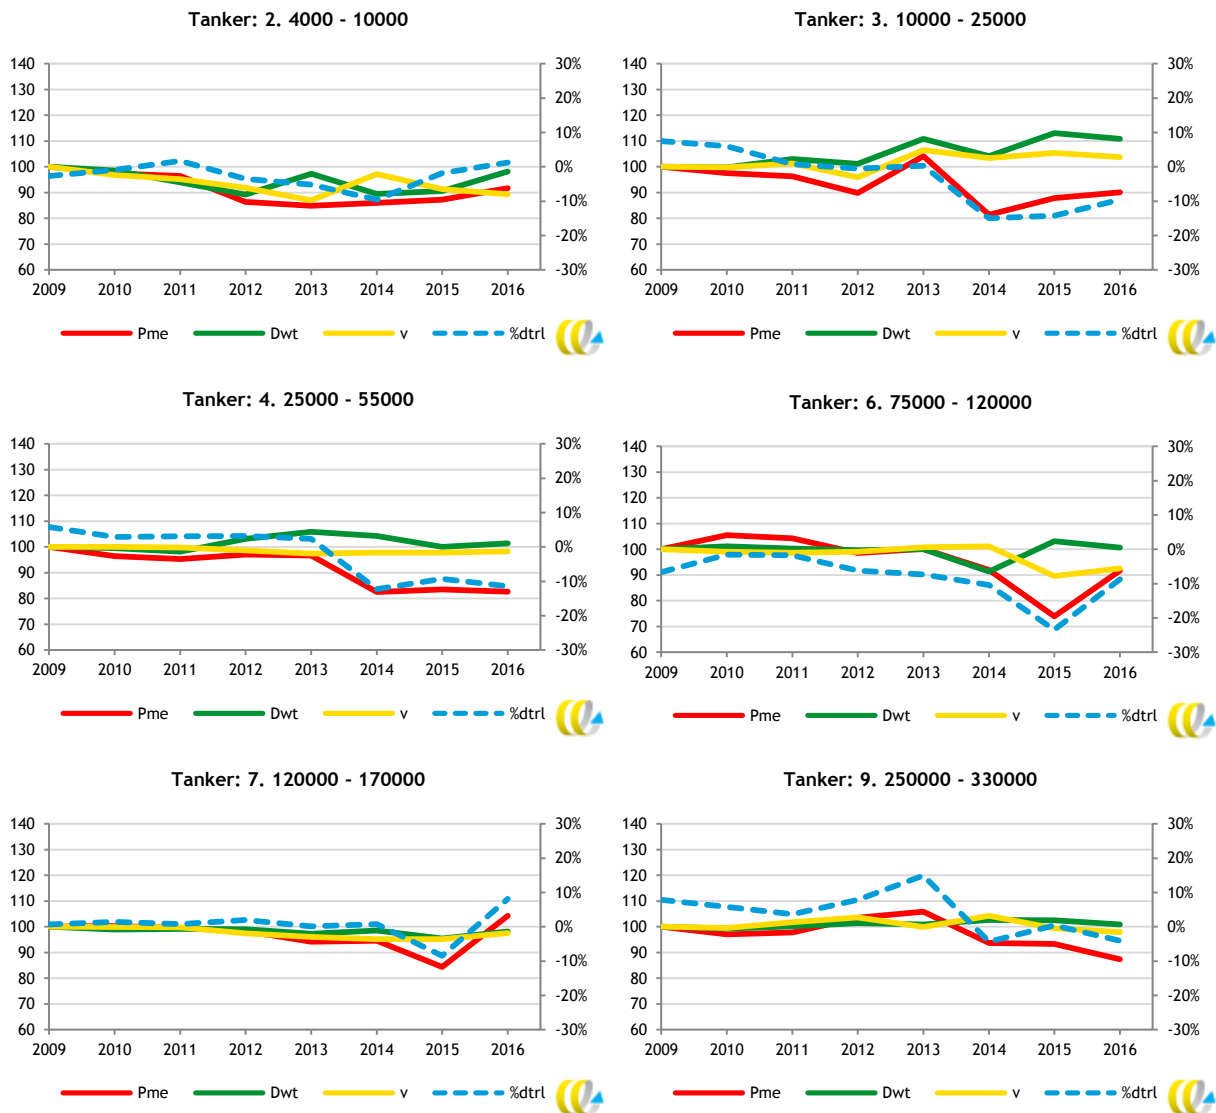 Tanker: 2. 4000 - 10000
140 130 120 110 100 90 80 70 60
30% 20% 10% 0% -10% -20% -30%
2009 2010 2011 2012 2013 2014 2015 2016
Pme Dwt v %dtrl
Tanker: 3. 10000 - 25000
140 130 120 110 100 90 80 70 60
30% 20% 10% 0% -10% -20% -30%
2009 2010 2011 2012 2013 2014 2015 2016
Pme Dwt v %dtrl
Tanker: 4. 25000 - 55000
140 130 120 110 100 90 80 70 60
30% 20% 10% 0% -10% -20% -30%
2009 2010 2011 2012 2013 2014 2015 2016
Pme Dwt v %dtrl
Tanker: 6. 75000 - 120000
140 130 120 110 100 90 80 70 60
30% 20% 10% 0% -10% -20% -30%
2009 2010 2011 2012 2013 2014 2015 2016
Pme Dwt v %dtrl
Tanker: 7. 120000 - 170000
140 130 120 110 100 90 80 70 60
30% 20% 10% 0% -10% -20% -30%
2009 2010 2011 2012 2013 2014 2015 2016
Pme Dwt v %dtrl
Tanker: 9. 250000 - 330000
140 130 120 110 100 90 80 70 60
30% 20% 10% 0% -10% -20% -30%
2009 2010 2011 2012 2013 2014 2015 2016
Pme Dwt v %dtrl